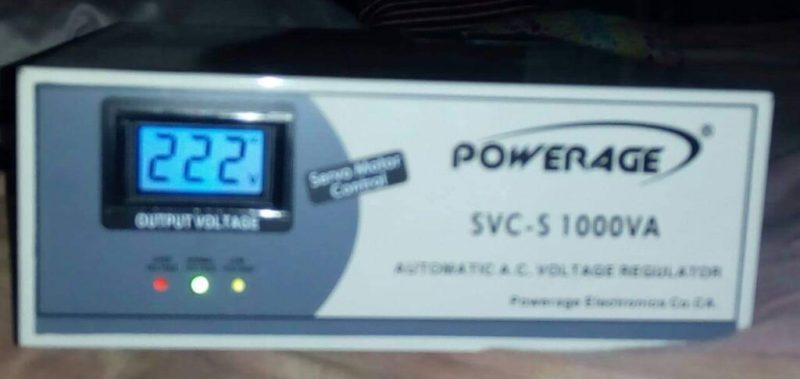 222 V
OUTPUT VOLTAGE
Servo Motor
Control
POWERAGE ®
SVC-S 1000VA
AUTOMATIC A.C. VOLTAGE REGULATOR
Powerage Electronics Co.CA.